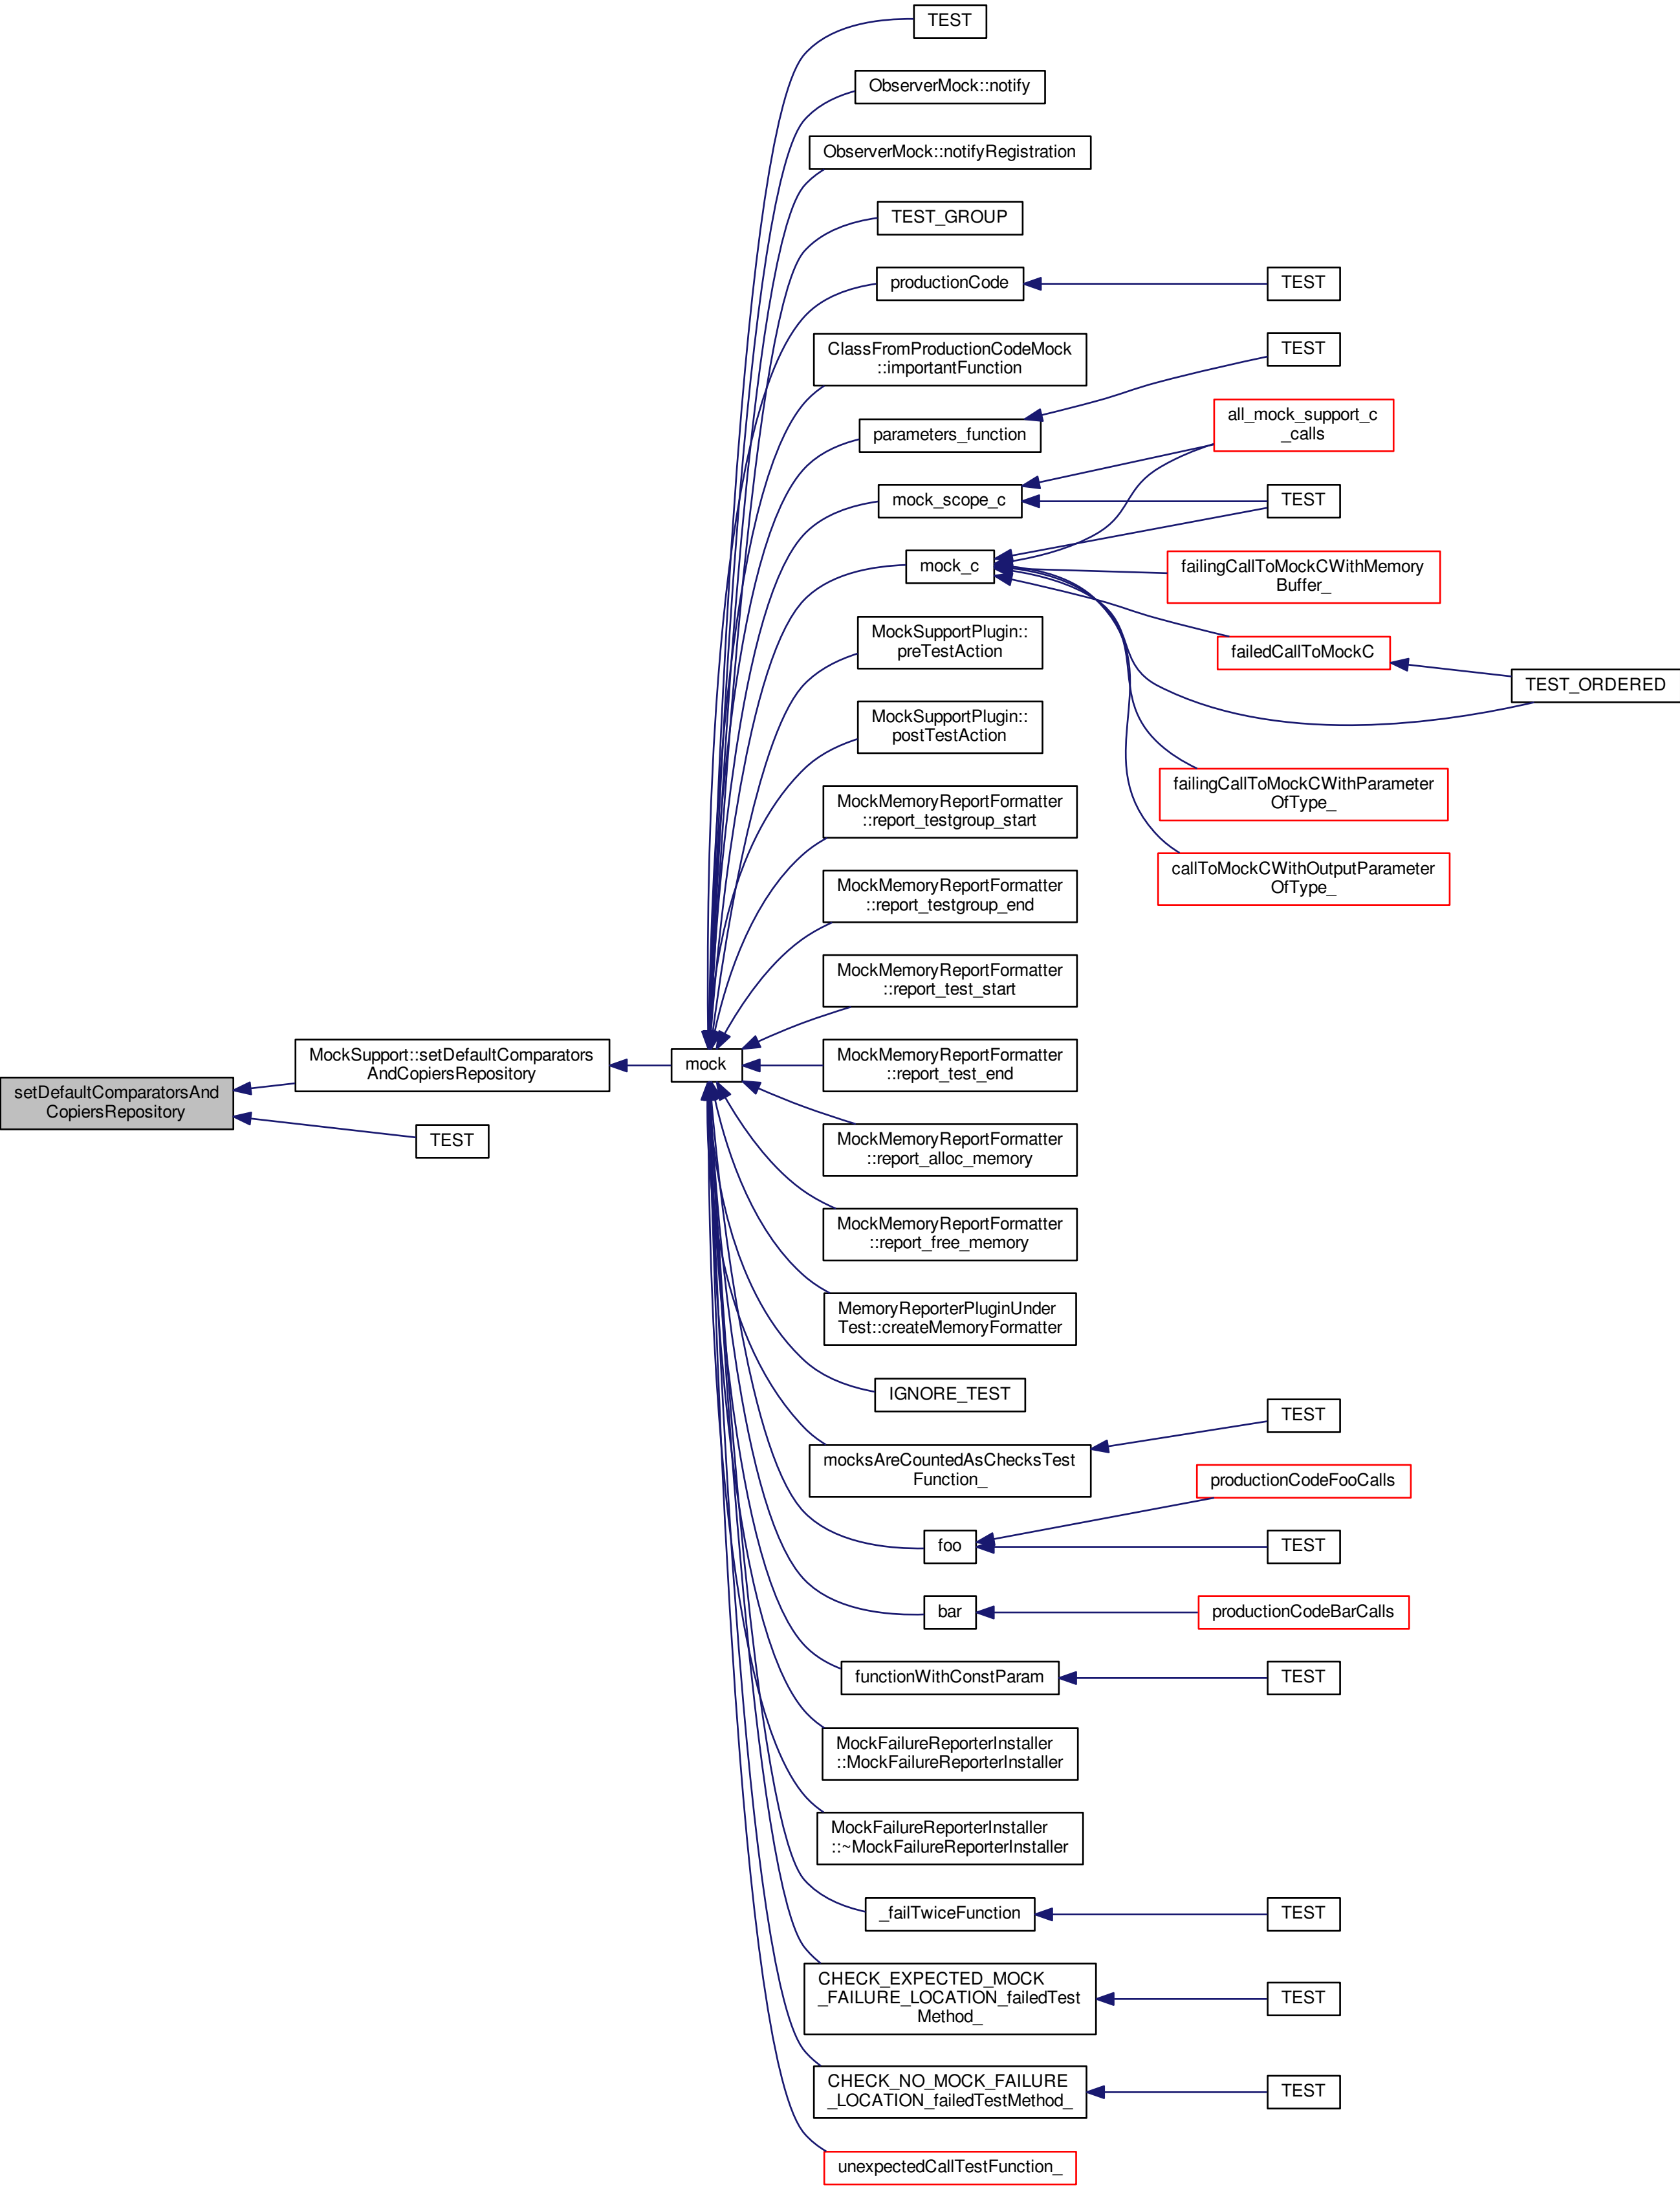 TEST
ObserverMock::notify
ObserverMock::notifyRegistration
TEST_GROUP
productionCode
TEST
ClassFromProductionCodeMock
::importantFunction
TEST
parameters_function
all_mock_support_c
_calls
mock_scope_c
TEST
mock_c
failingCallToMockCWithMemory
Buffer_
MockSupportPlugin::
preTestAction
failedCallToMockC
TEST_ORDERED
MockSupportPlugin::
postTestAction
failingCallToMockCWithParameter
OfType_
MockMemoryReportFormatter
::report_testgroup_start
callToMockCWithOutputParameter
OfType_
MockMemoryReportFormatter
::report_testgroup_end
MockMemoryReportFormatter
::report_test_start
setDefaultComparatorsAnd
CopiersRepository
MockSupport::setDefaultComparators
AndCopiersRepository
mock
MockMemoryReportFormatter
::report_test_end
TEST
MockMemoryReportFormatter
::report_alloc_memory
MockMemoryReportFormatter
::report_free_memory
MemoryReporterPluginUnder
Test::createMemoryFormatter
IGNORE_TEST
TEST
mocksAreCountedAsChecksTest
Function_
productionCodeFooCalls
foo
TEST
bar
productionCodeBarCalls
functionWithConstParam
TEST
MockFailureReporterInstaller
::MockFailureReporterInstaller
MockFailureReporterInstaller
::~MockFailureReporterInstaller
_failTwiceFunction
TEST
CHECK_EXPECTED_MOCK
_FAILURE_LOCATION_failedTest
Method_
TEST
CHECK_NO_MOCK_FAILURE
_LOCATION_failedTestMethod_
TEST
unexpectedCallTestFunction_